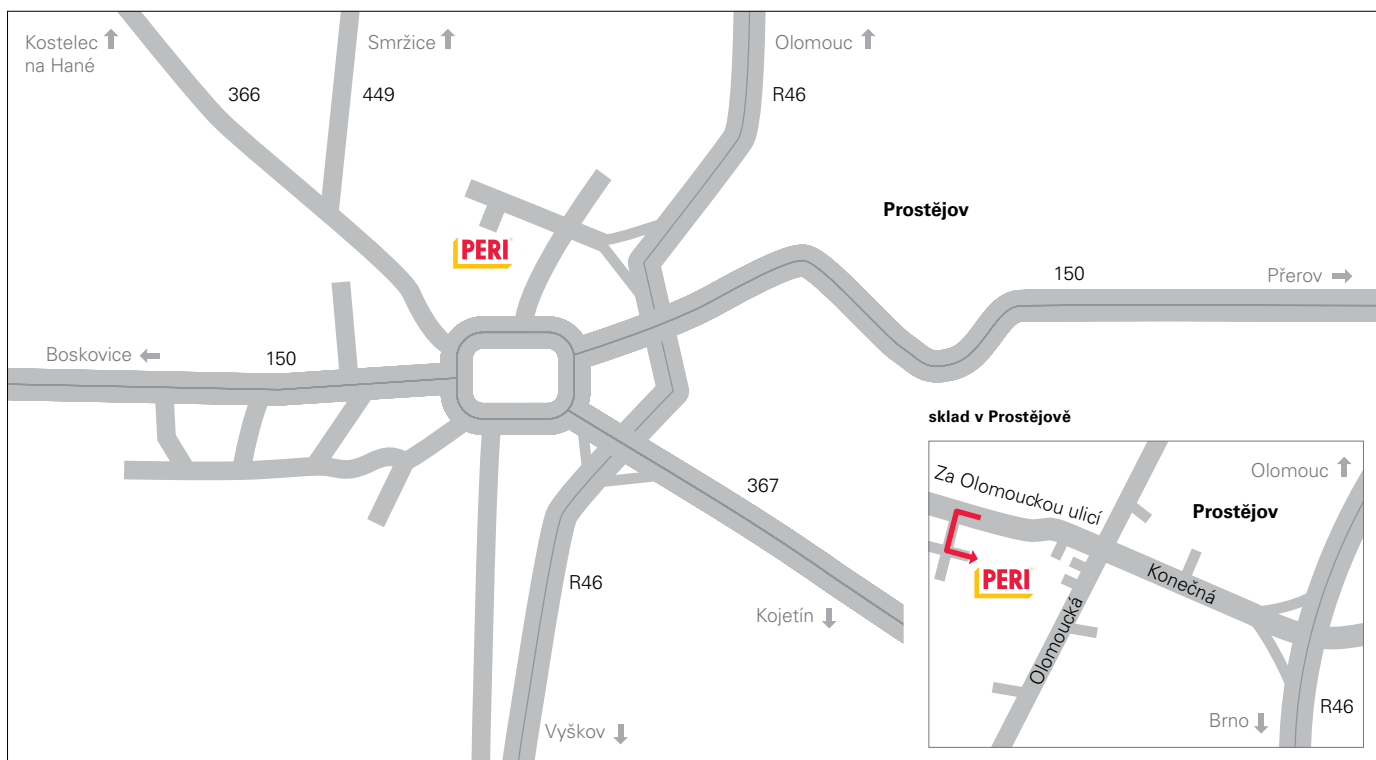 Kostelec
na Hané
Smržice
Olomouc
366
449
R46
Prostějov
PERI
150
Přerov
Boskovice
150
sklad v Prostějově
367
R46
Kojetín
Vyškov
Za Olomouckou ulicí
Olomouc
Prostějov
PERI
Konečná
Olomoucká
Brno
R46